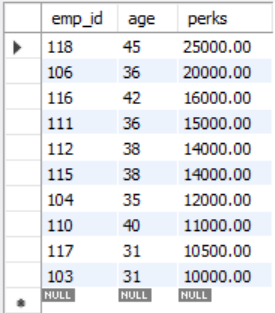 emp_id age perks
118 45 25000.00
106 36 20000.00
116 42 16000.00
111 36 15000.00
112 38 14000.00
115 38 14000.00
104 35 12000.00
110 40 11000.00
117 31 10500.00
103 31 10000.00
NULL NULL NULL